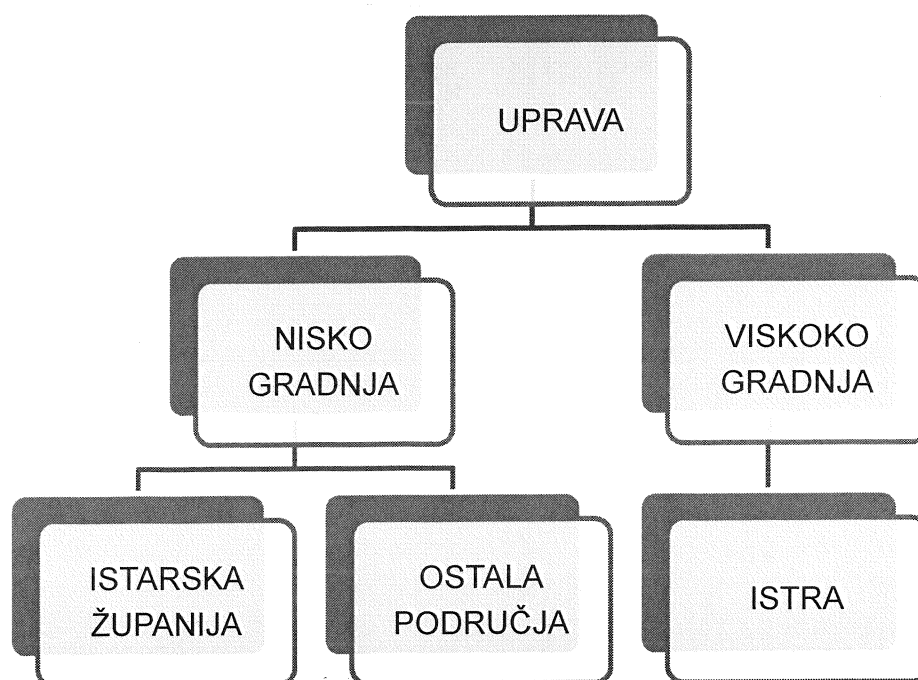 UPRAVA
NISKO
GRADNJA
VISKOKO
GRADNJA
ISTARSKA
ŽUPANIJA
OSTALA
PODRUČJA
ISTRA